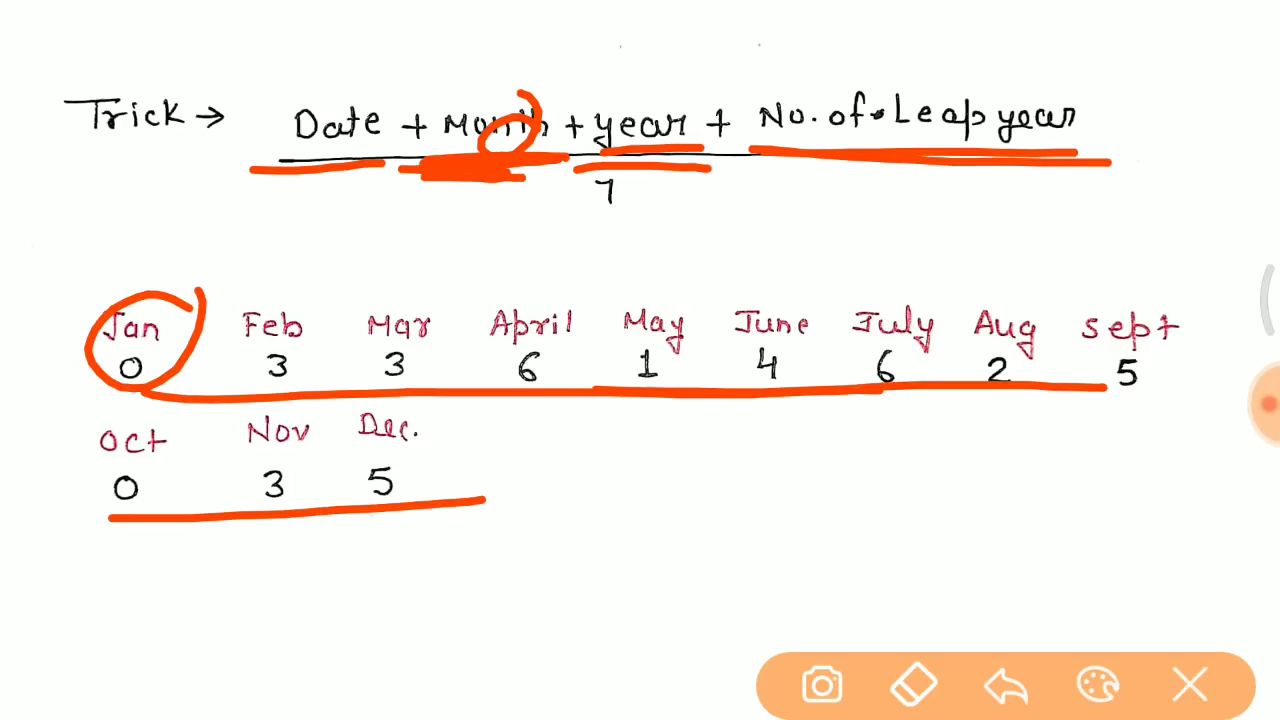 Trick → Date + Month + year + No. of Leap year
7
Jan Feb Mar April May June July Aug Sept
0 3 3 6 1 4 6 2 5
Oct Nov Dec.
0 3 5